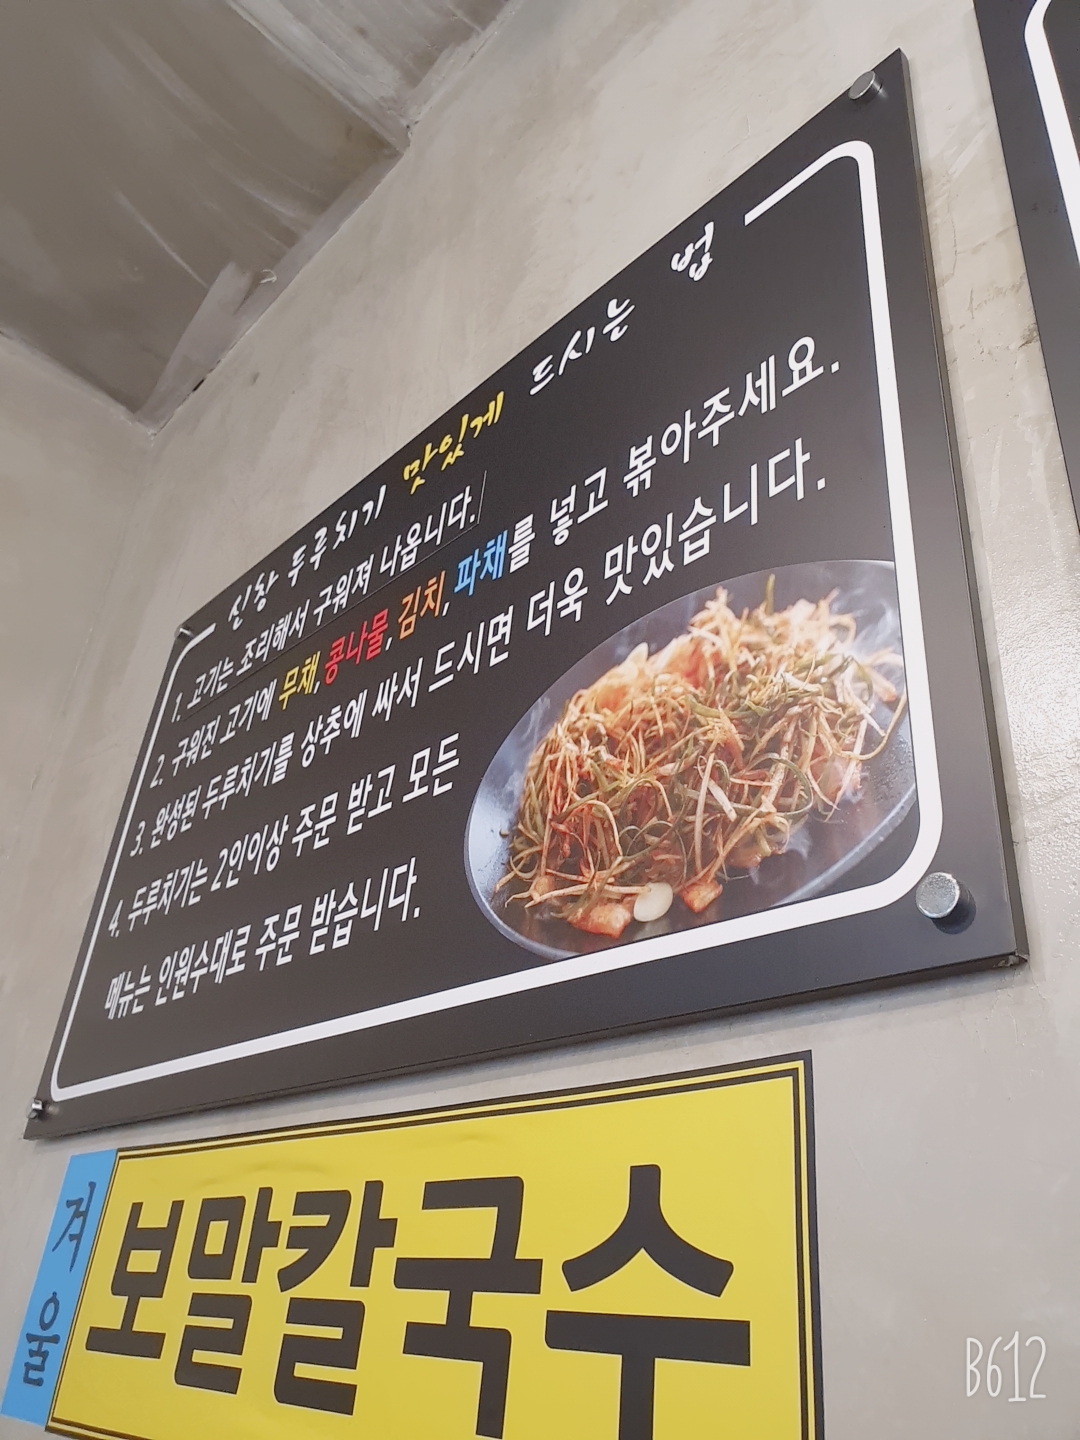 신창 두루치기 맛있게 드시는 법
1. 고기는 조리해서 구워져 나옵니다.
2. 구워진 고기에 무채, 콩나물, 김치, 파채를 넣고 볶아주세요.
3. 완성된 두루치기를 상추에 싸서 드시면 더욱 맛있습니다.
4. 두루치기는 2인이상 주문 받고 모든
메뉴는 인원수대로 주문 받습니다.
겨울
보말칼국수
B612